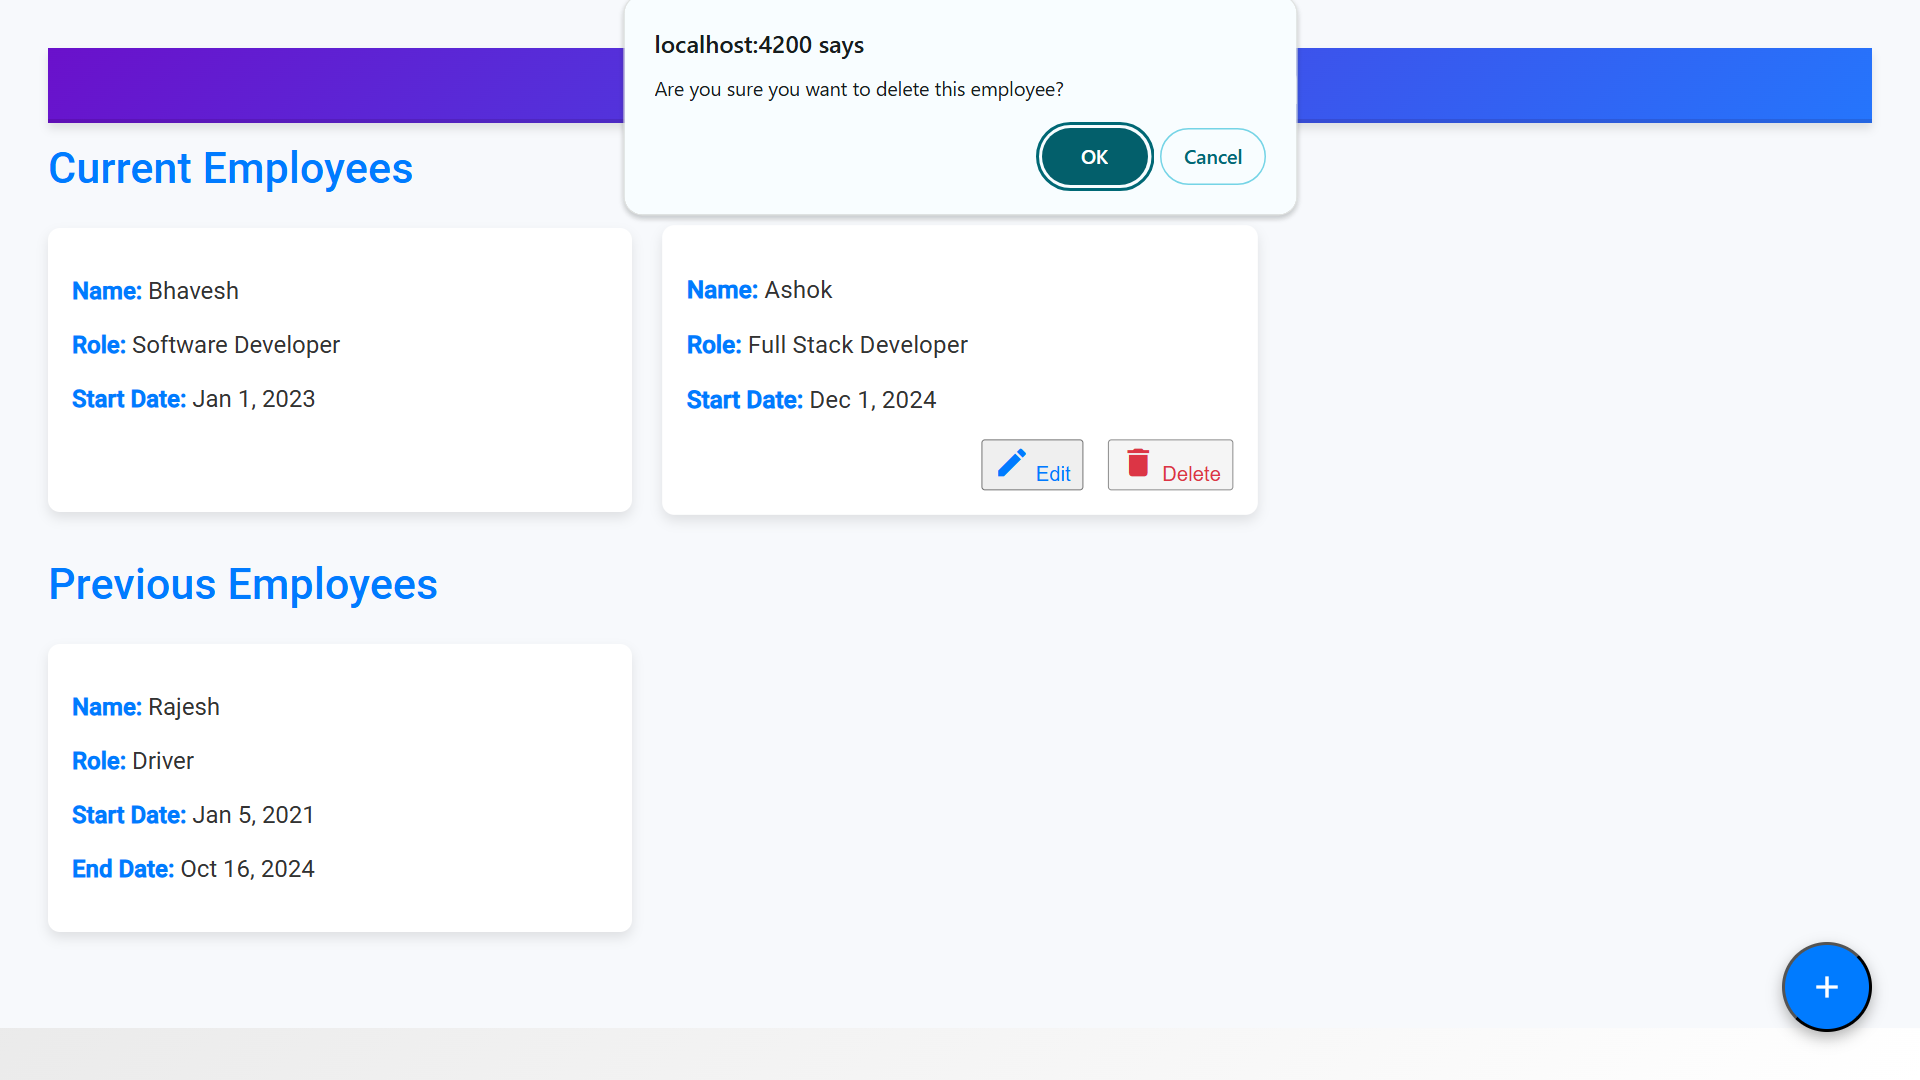 localhost:4200 says
Are you sure you want to delete this employee?
OK Cancel
Current Employees
Name: Bhavesh
Role: Software Developer
Start Date: Jan 1, 2023
Name: Ashok
Role: Full Stack Developer
Start Date: Dec 1, 2024
Edit Delete
Previous Employees
Name: Rajesh
Role: Driver
Start Date: Jan 5, 2021
End Date: Oct 16, 2024
+